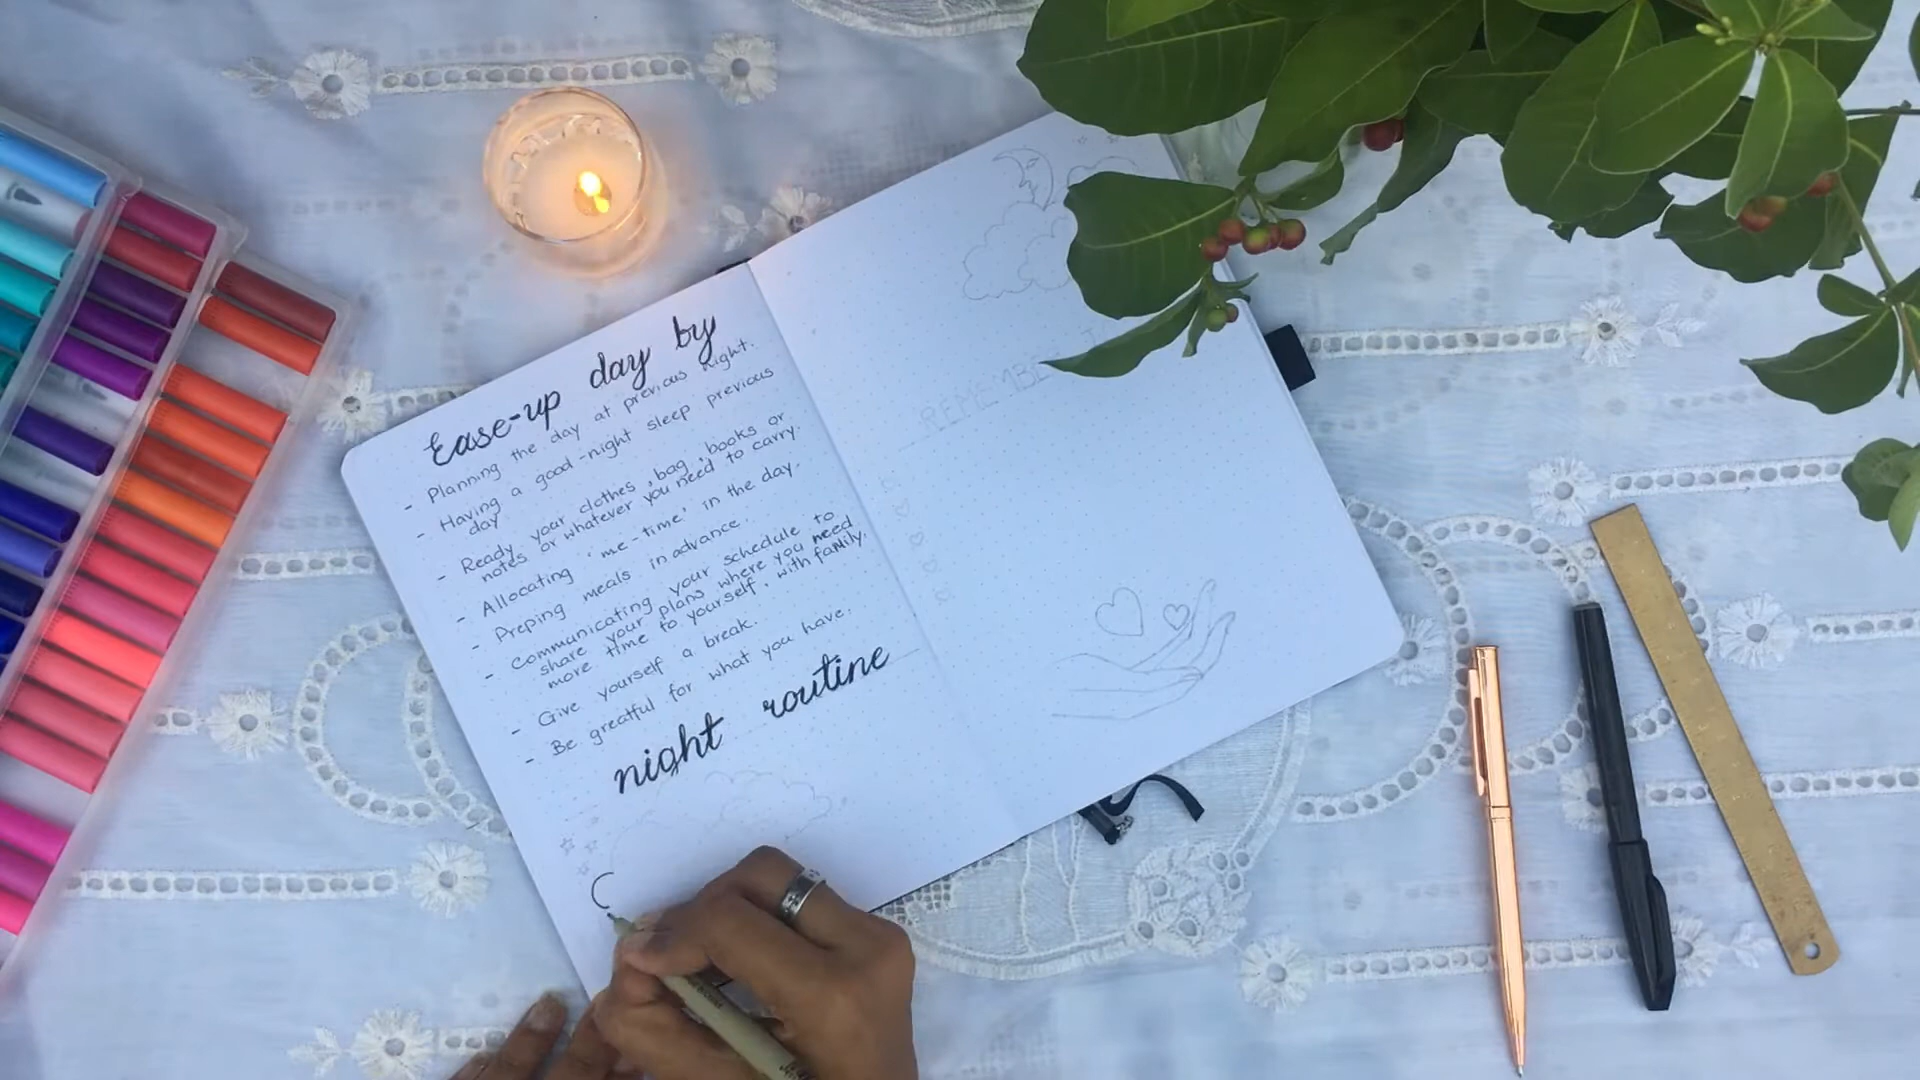 Ease-up day by
- Planning the day at previous night.
- Having a good-night sleep previous
day
- Ready your clothes, bag, books or
notes or whatever you need to carry.
- Allocating 'me-time' in the day.
- Preping meals in advance.
- Communicating your schedule to
share your plans where you need
more time to yourself, with family.
- Give yourself a break.
- Be greatful for what you have.
night routine
REMEMBER